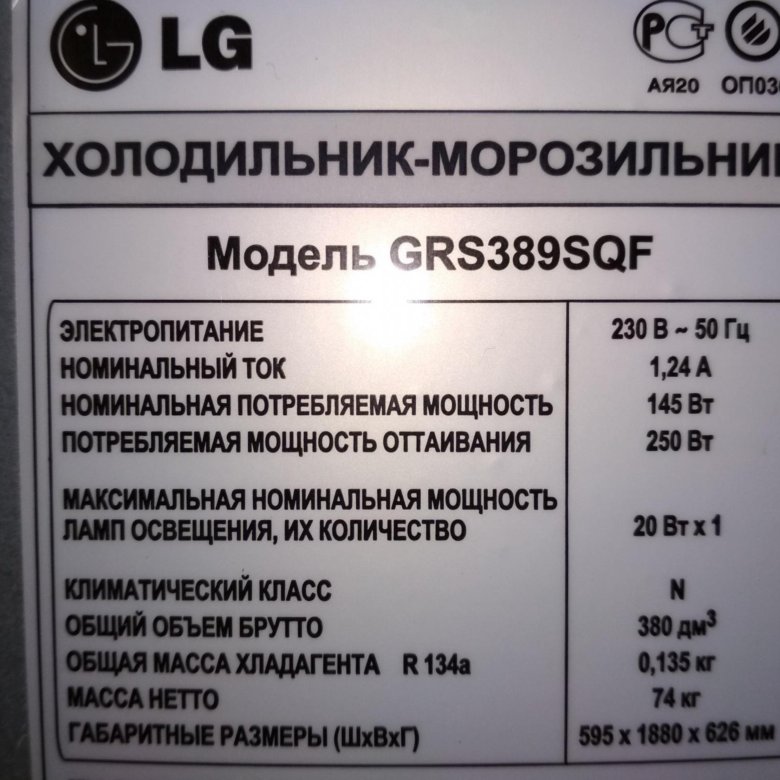 LG
АЯ20 ОП03
ХОЛОДИЛЬНИК-МОРОЗИЛЬНИ
Модель GRS389SQF
ЭЛЕКТРОПИТАНИЕ 230 В ~ 50 Гц
НОМИНАЛЬНЫЙ ТОК 1,24 А
НОМИНАЛЬНАЯ ПОТРЕБЛЯЕМАЯ МОЩНОСТЬ 145 Вт
ПОТРЕБЛЯЕМАЯ МОЩНОСТЬ ОТТАИВАНИЯ 250 Вт
МАКСИМАЛЬНАЯ НОМИНАЛЬНАЯ МОЩНОСТЬ
ЛАМП ОСВЕЩЕНИЯ, ИХ КОЛИЧЕСТВО 20 Вт x 1
КЛИМАТИЧЕСКИЙ КЛАСС N
ОБЩИЙ ОБЪЕМ БРУТТО 380 дм³
ОБЩАЯ МАССА ХЛАДАГЕНТА R 134a 0,135 кг
МАССА НЕТТО 74 кг
ГАБАРИТНЫЕ РАЗМЕРЫ (ШхВхГ) 595 x 1880 x 626 мм